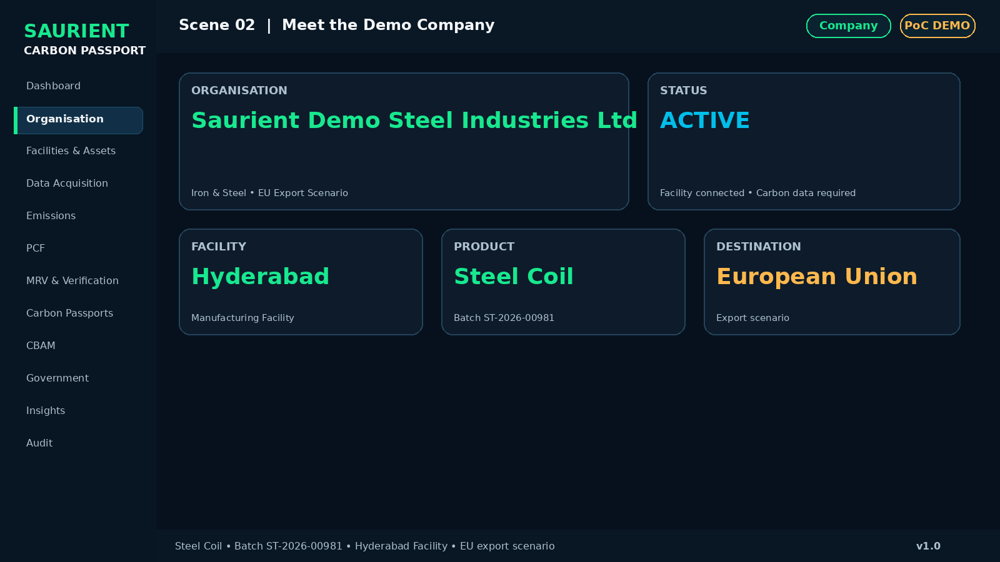 SAURIENT
CARBON PASSPORT
Dashboard
Organisation
Facilities & Assets
Data Acquisition
Emissions
PCF
MRV & Verification
Carbon Passports
CBAM
Government
Insights
Audit
Scene 02 | Meet the Demo Company
Company
PoC DEMO
ORGANISATION
Saurient Demo Steel Industries Ltd
Iron & Steel • EU Export Scenario
STATUS
ACTIVE
Facility connected • Carbon data required
FACILITY
Hyderabad
Manufacturing Facility
PRODUCT
Steel Coil
Batch ST-2026-00981
DESTINATION
European Union
Export scenario
Steel Coil • Batch ST-2026-00981 • Hyderabad Facility • EU export scenario
v1.0